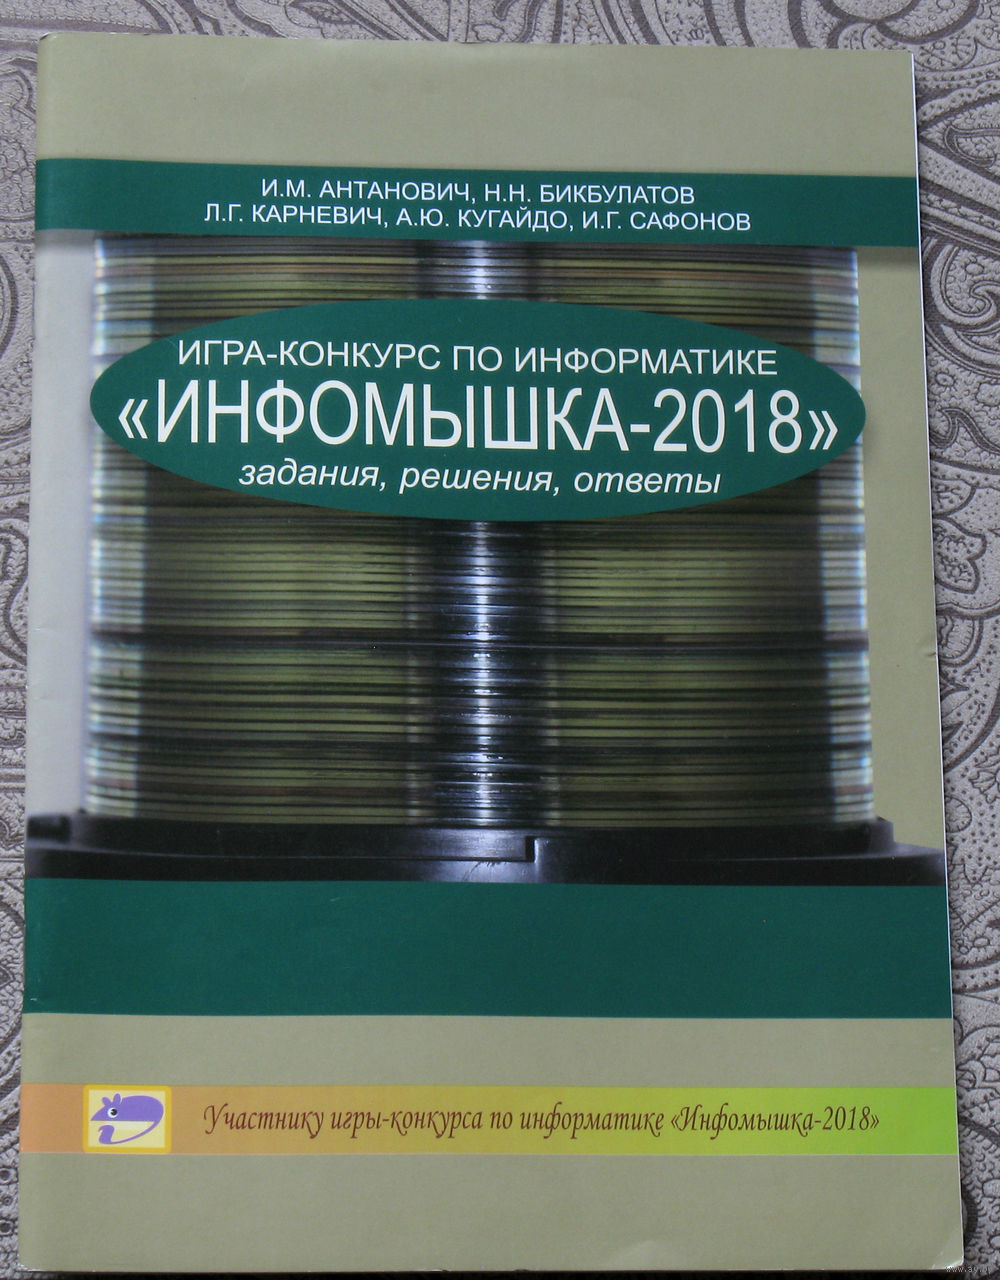 И.М. АНТАНОВИЧ, Н.Н. БИКБУЛАТОВ
Л.Г. КАРНЕВИЧ, А.Ю. КУГАЙДО, И.Г. САФОНОВ
ИГРА-КОНКУРС ПО ИНФОРМАТИКЕ
«ИНФОМЫШКА-2018»
задания, решения, ответы
Участнику игры-конкурса по информатике «Инфомышка-2018»